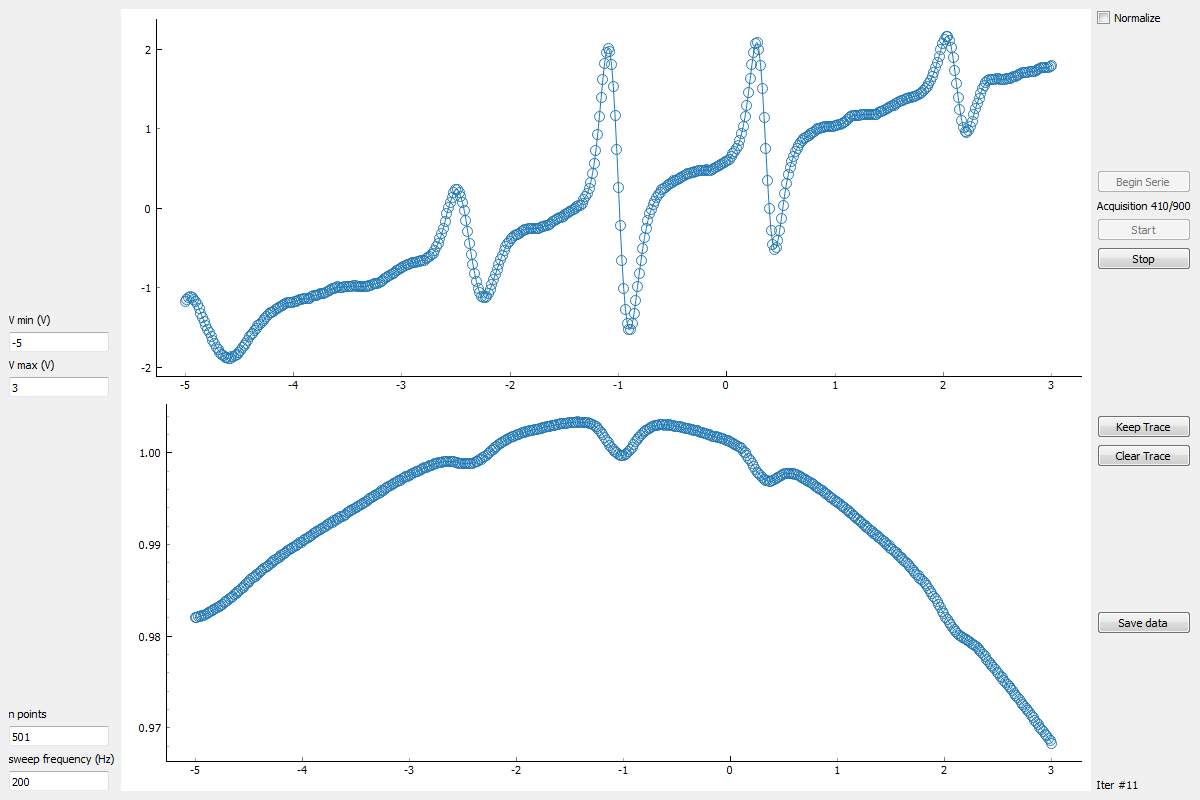 Normalize
2
1
0
-1
-2
-5 -4 -3 -2 -1 0 1 2 3
Begin Serie
Acquisition 410/900
Start
Stop
V min (V)
-5
V max (V)
3
1.00
0.99
0.98
0.97
-5 -4 -3 -2 -1 0 1 2 3
Keep Trace
Clear Trace
Save data
n points
501
sweep frequency (Hz)
200
Iter #11